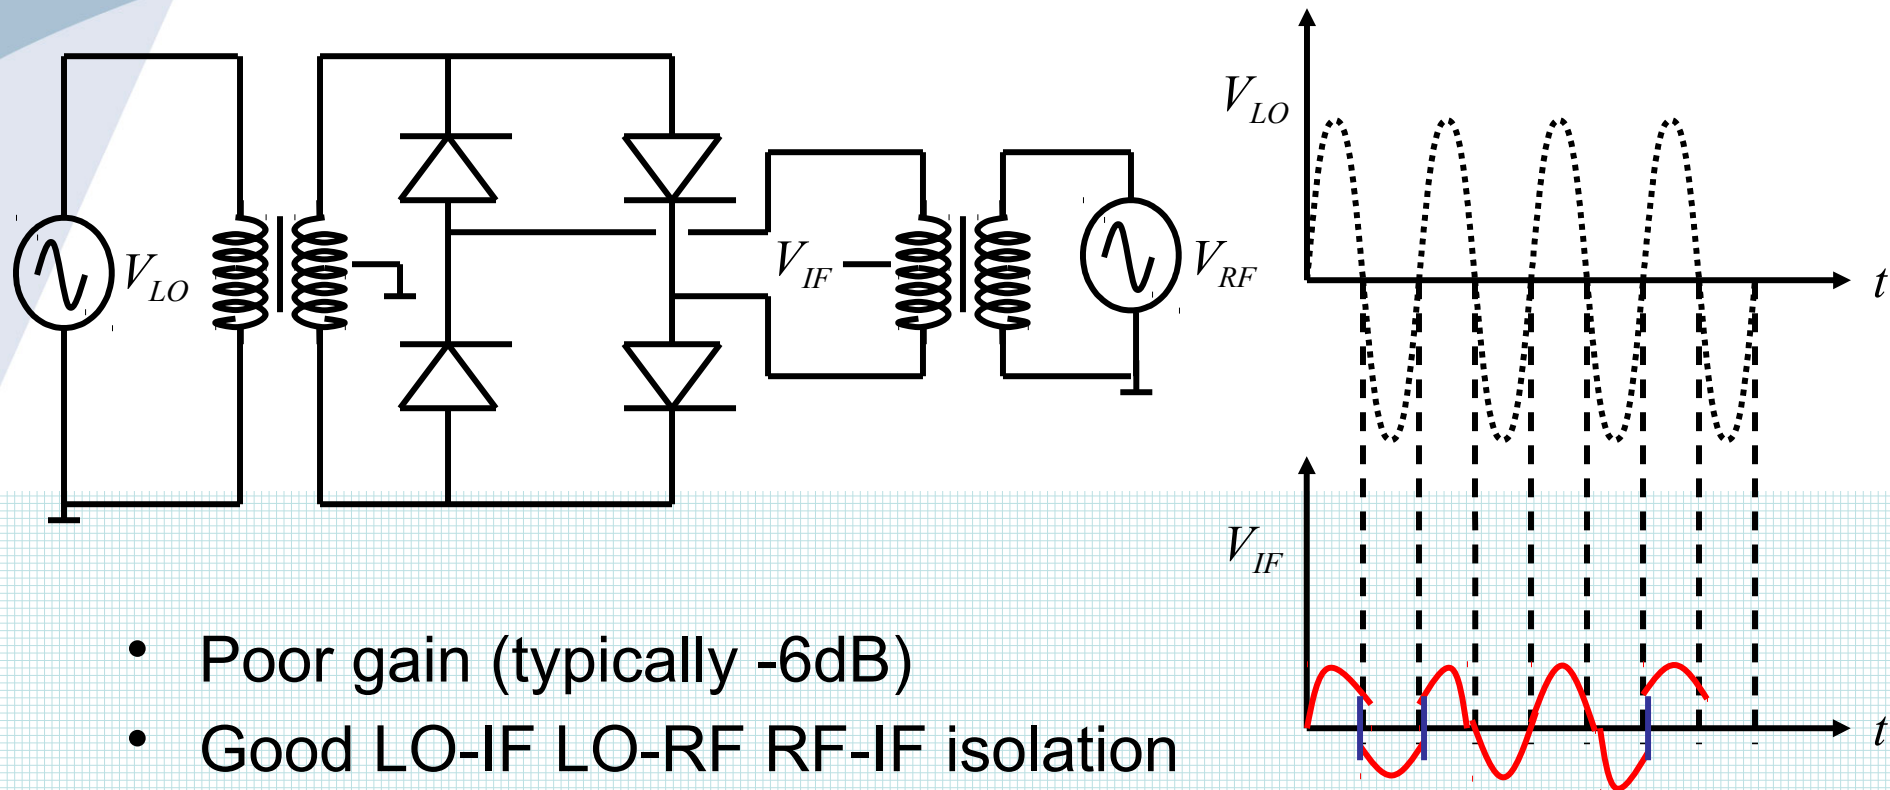 V_LO
V_IF
V_RF
V_LO
t
V_IF
t
• Poor gain (typically -6dB)
• Good LO-IF LO-RF RF-IF isolation